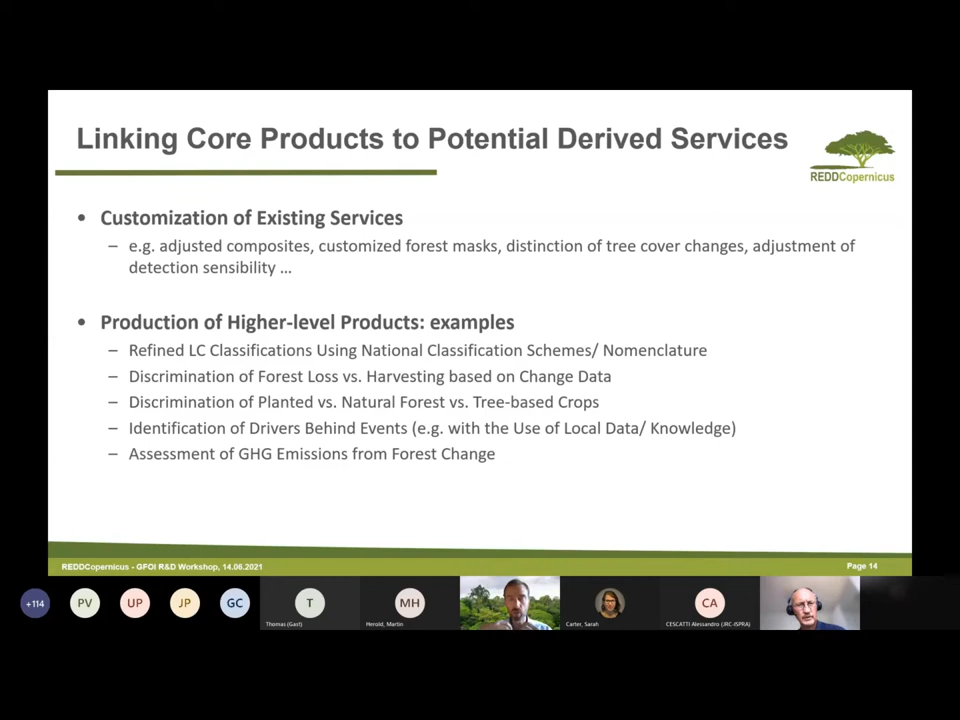 Linking Core Products to Potential Derived Services
REDDCopernicus
• Customization of Existing Services
– e.g. adjusted composites, customized forest masks, distinction of tree cover changes, adjustment of
detection sensibility ...
• Production of Higher-level Products: examples
– Refined LC Classifications Using National Classification Schemes/ Nomenclature
– Discrimination of Forest Loss vs. Harvesting based on Change Data
– Discrimination of Planted vs. Natural Forest vs. Tree-based Crops
– Identification of Drivers Behind Events (e.g. with the Use of Local Data/ Knowledge)
– Assessment of GHG Emissions from Forest Change
REDDCopernicus - GFOI R&D Workshop, 14.06.2021
Page 14
+114
PV
UP
JP
GC
T
MH
CA
Thomas (Gast)
Herold, Martin
Carter, Sarah
CESCATTI Alessandro (JRC-ISPRA)